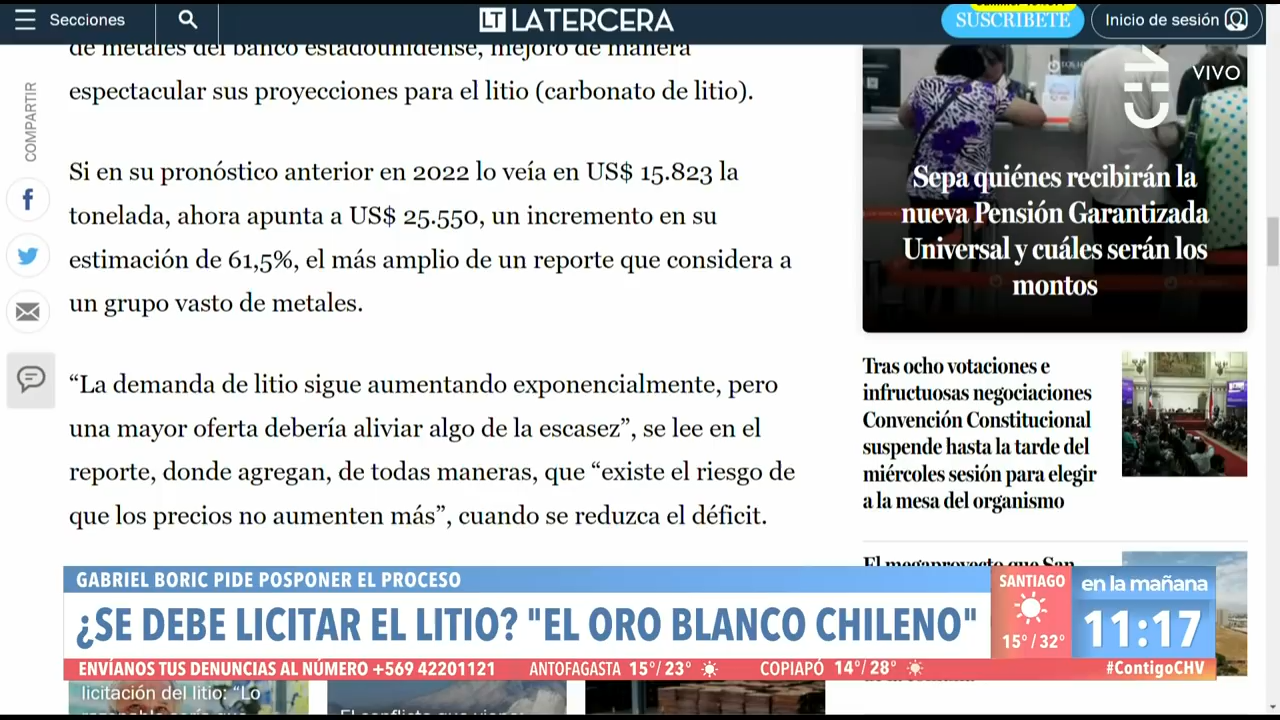 Secciones
LT LATERCERA
SUSCRÍBETE
Inicio de sesión
COMPARTIR
de metales del banco estadounidense, mejoró de manera
espectacular sus proyecciones para el litio (carbonato de litio).
Si en su pronóstico anterior en 2022 lo veía en US$ 15.823 la
tonelada, ahora apunta a US$ 25.550, un incremento en su
estimación de 61,5%, el más amplio de un reporte que considera a
un grupo vasto de metales.
“La demanda de litio sigue aumentando exponencialmente, pero
una mayor oferta debería aliviar algo de la escasez”, se lee en el
reporte, donde agregan, de todas maneras, que “existe el riesgo de
que los precios no aumenten más”, cuando se reduzca el déficit.
VIVO
Sepa quiénes recibirán la
nueva Pensión Garantizada
Universal y cuáles serán los
montos
Tras ocho votaciones e
infructuosas negociaciones
Convención Constitucional
suspende hasta la tarde del
miércoles sesión para elegir
a la mesa del organismo
El megaproyecto que San
GABRIEL BORIC PIDE POSPONER EL PROCESO
¿SE DEBE LICITAR EL LITIO? "EL ORO BLANCO CHILENO"
SANTIAGO
15°/32°
en la mañana
11:17
ENVÍANOS TUS DENUNCIAS AL NÚMERO +569 42201121
ANTOFAGASTA 15°/23°
COPIAPÓ 14°/28°
#ContigoCHV
licitación del litio: “Lo
El conflicto que viene: